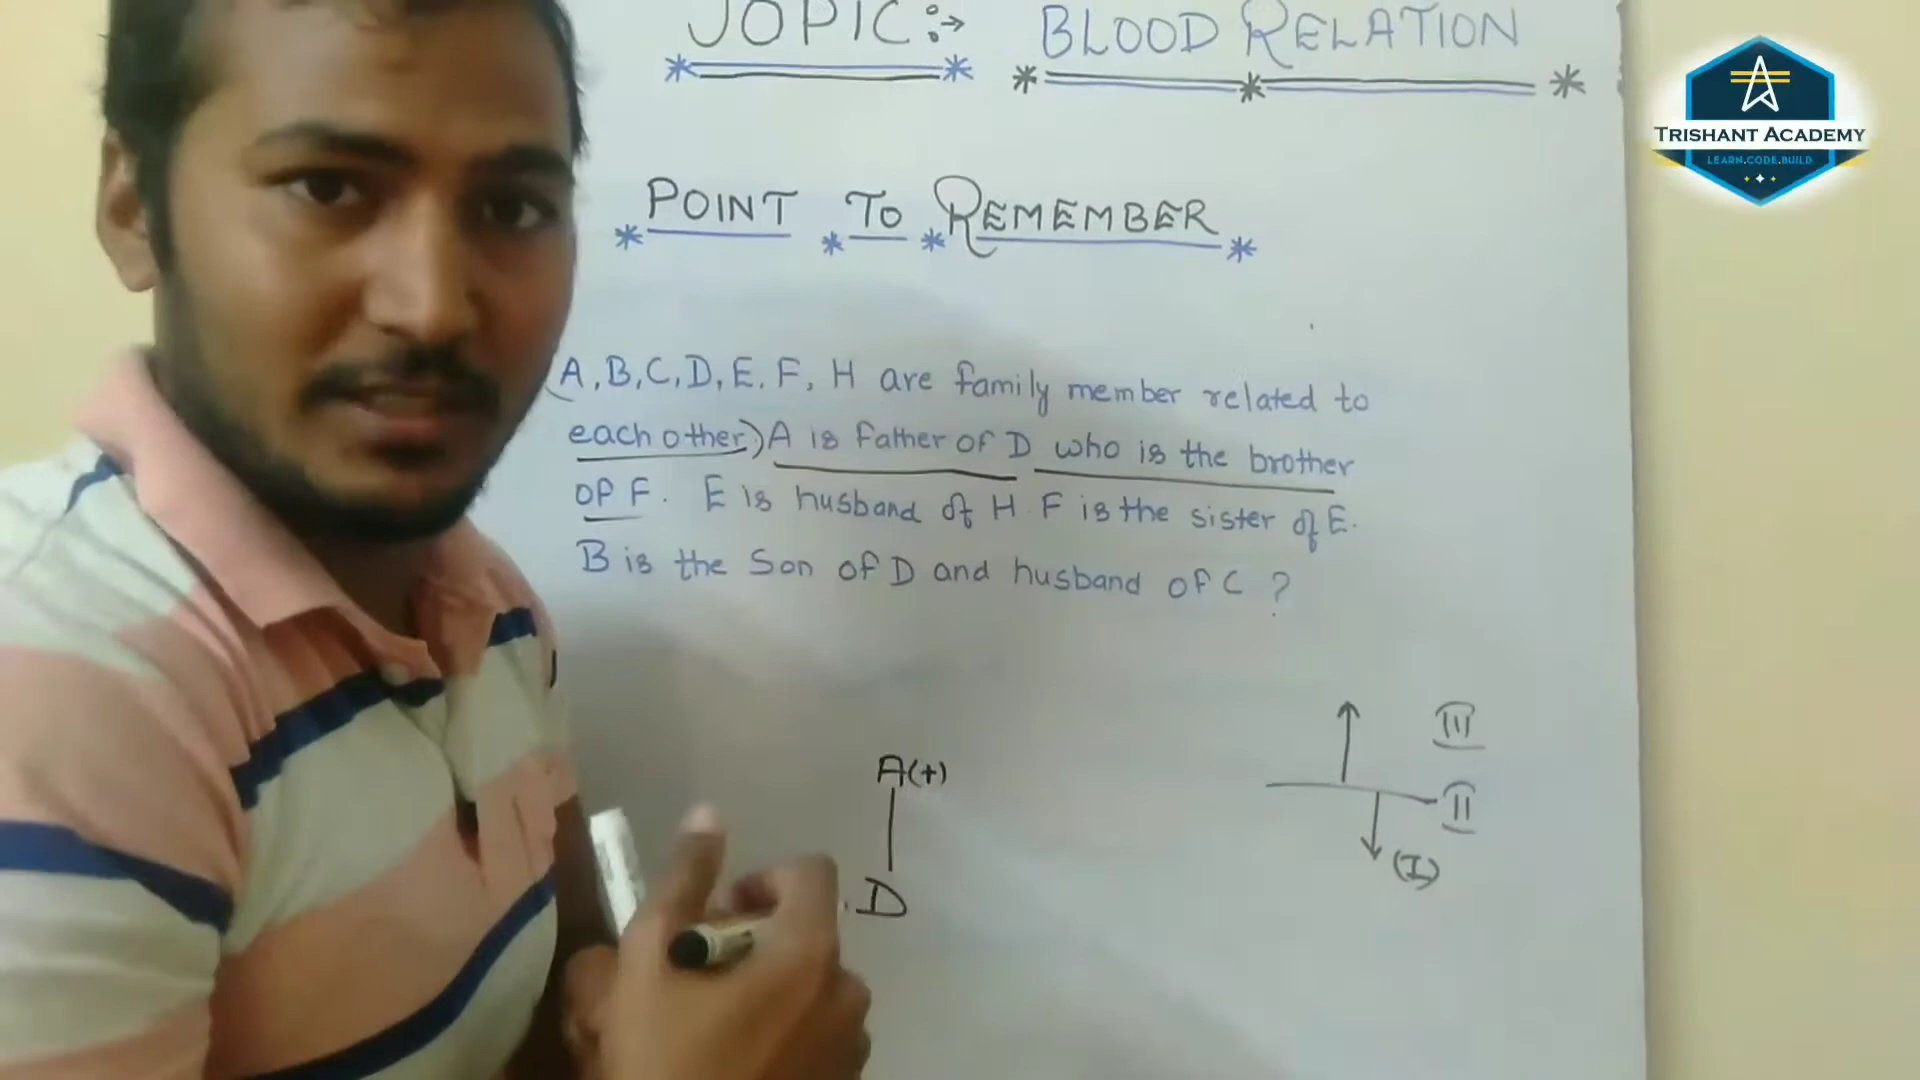 TOPIC:→ BLOOD RELATION
TRISHANT ACADEMY
LEARN.CODE.BUILD
POINT TO REMEMBER
(A,B,C,D,E,F,H are family member related to
each other.) A is father of D who is the brother
of F. E is husband of H. F is the sister of E.
B is the Son of D and husband of C ?
A(+)
D
III
II
(I)